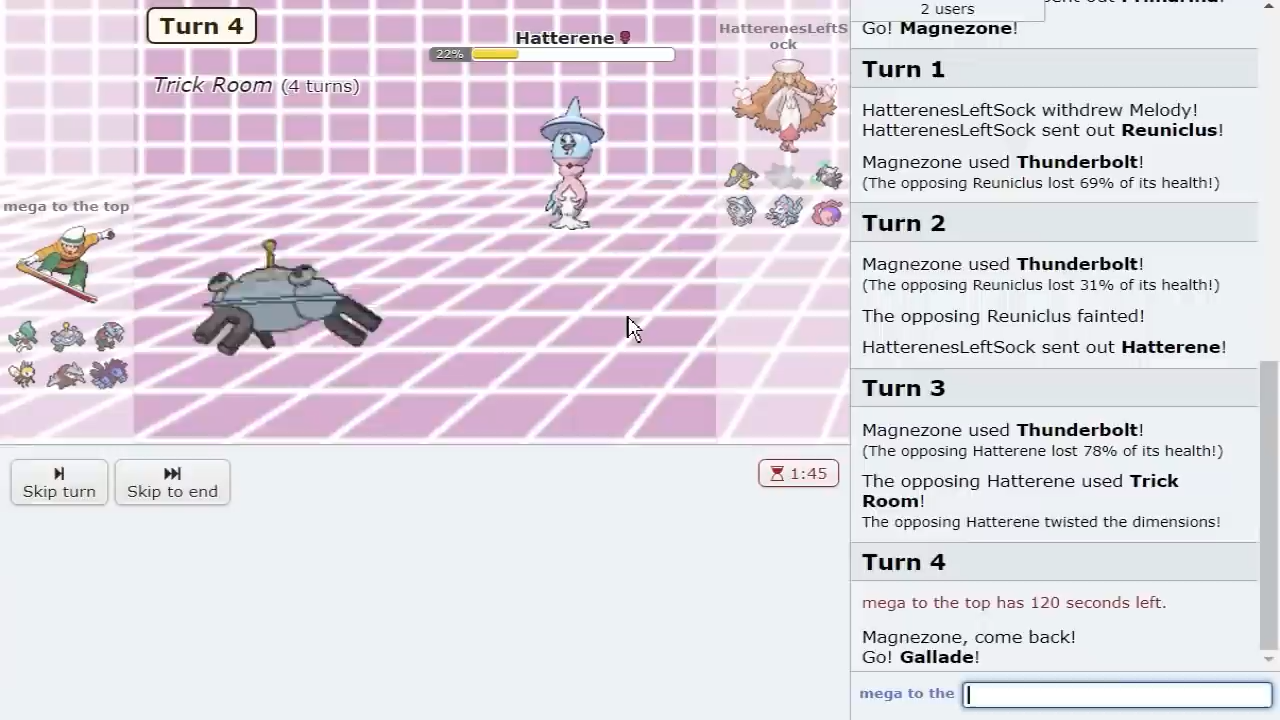 Turn 4
Trick Room (4 turns)
Hatterene
22%
HatterenesLeftS
ock
mega to the top
Skip turn
Skip to end
1:45
2 users
Go! Magnezone!
Turn 1
HatterenesLeftSock withdrew Melody!
HatterenesLeftSock sent out Reuniclus!
Magnezone used Thunderbolt!
(The opposing Reuniclus lost 69% of its health!)
Turn 2
Magnezone used Thunderbolt!
(The opposing Reuniclus lost 31% of its health!)
The opposing Reuniclus fainted!
HatterenesLeftSock sent out Hatterene!
Turn 3
Magnezone used Thunderbolt!
(The opposing Hatterene lost 78% of its health!)
The opposing Hatterene used Trick
Room!
The opposing Hatterene twisted the dimensions!
Turn 4
mega to the top has 120 seconds left.
Magnezone, come back!
Go! Gallade!
mega to the